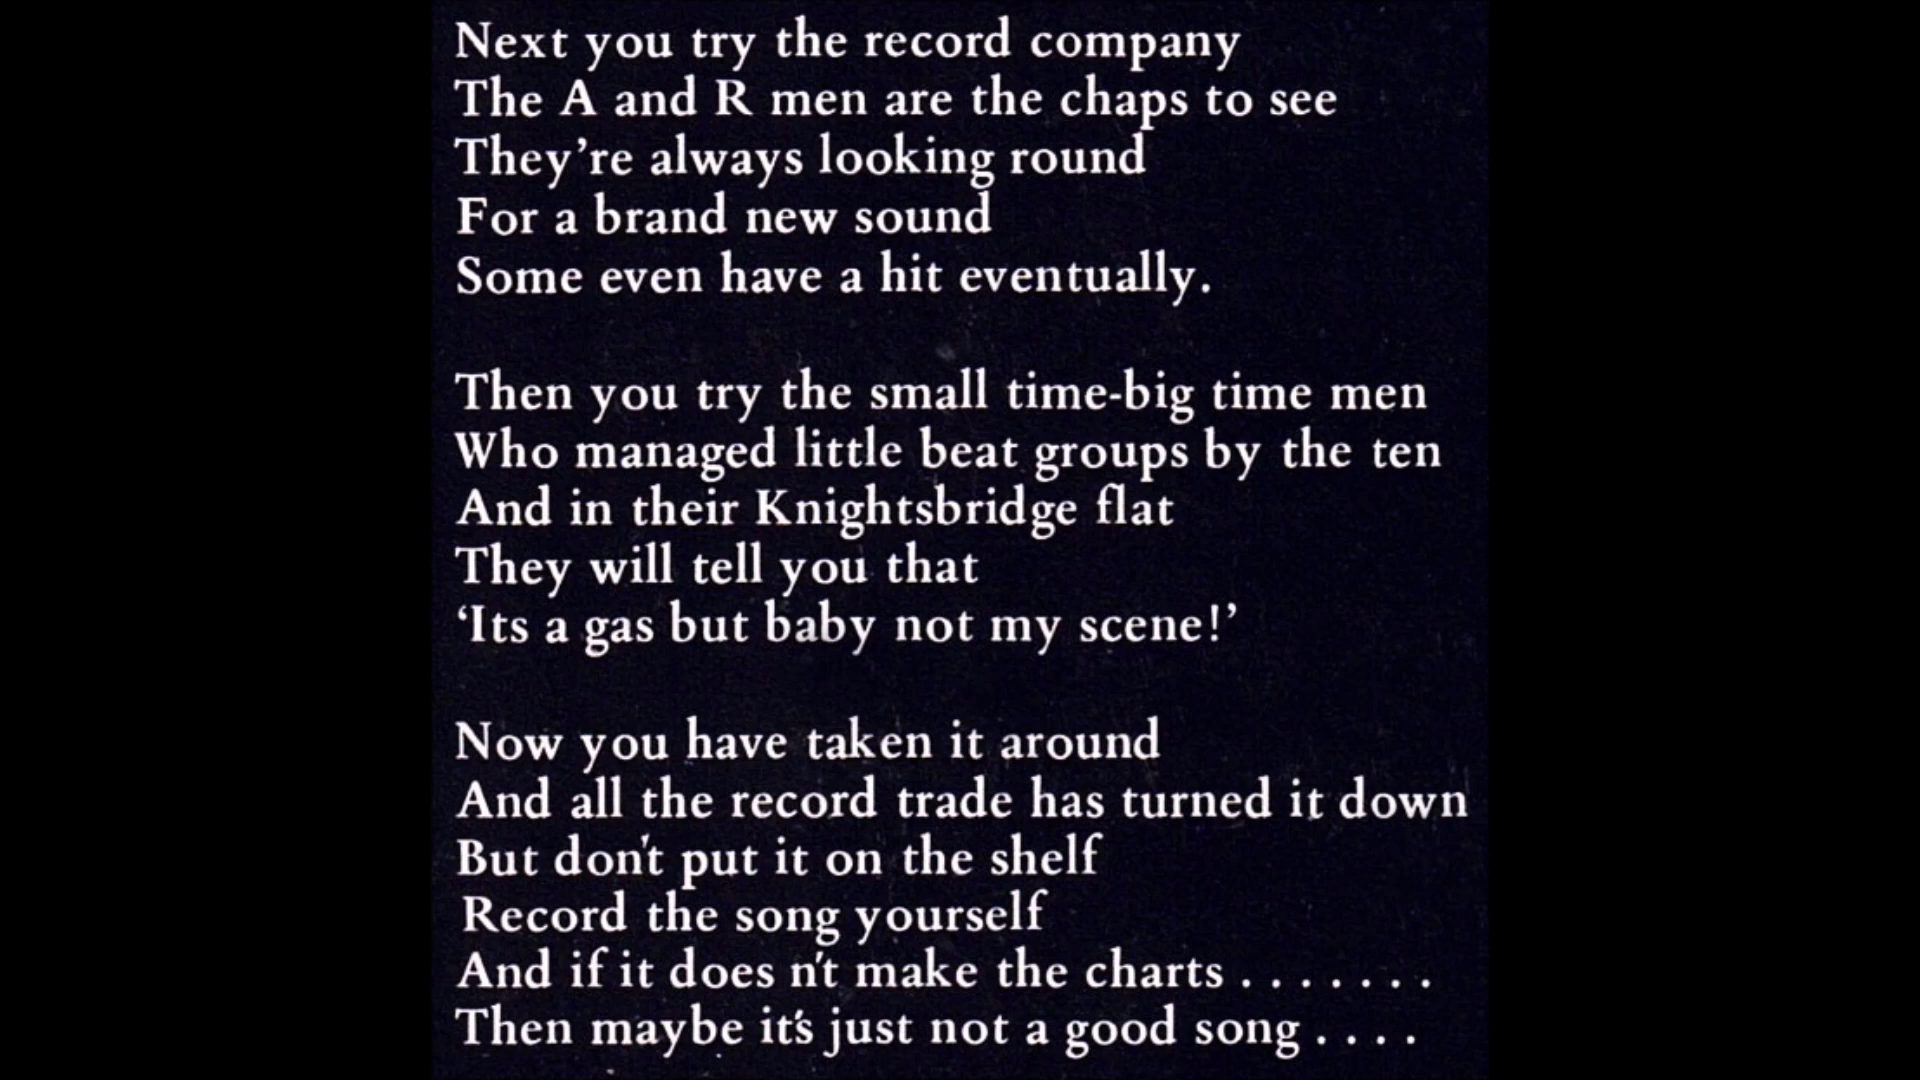 Next you try the record company
The A and R men are the chaps to see
They're always looking round
For a brand new sound
Some even have a hit eventually.
Then you try the small time-big time men
Who managed little beat groups by the ten
And in their Knightsbridge flat
They will tell you that
‘Its a gas but baby not my scene!’
Now you have taken it around
And all the record trade has turned it down
But don't put it on the shelf
Record the song yourself
And if it does n't make the charts . . . . . . .
Then maybe it's just not a good song . . . .